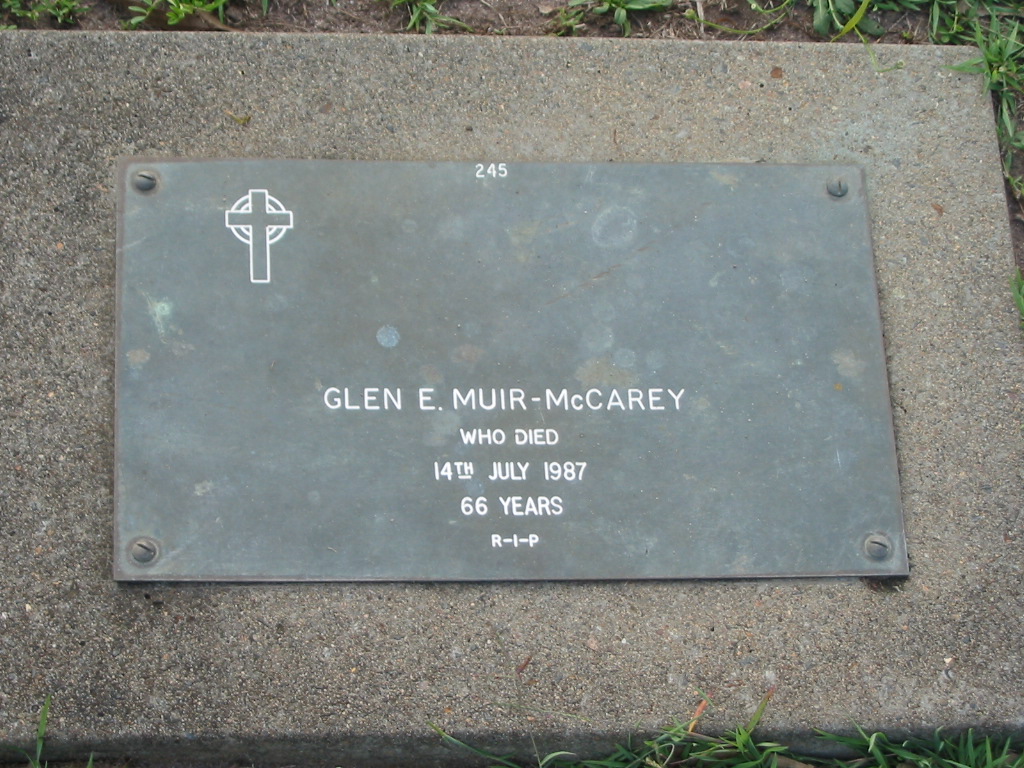 245
GLEN E. MUIR-McCAREY
WHO DIED
14TH JULY 1987
66 YEARS
R-I-P